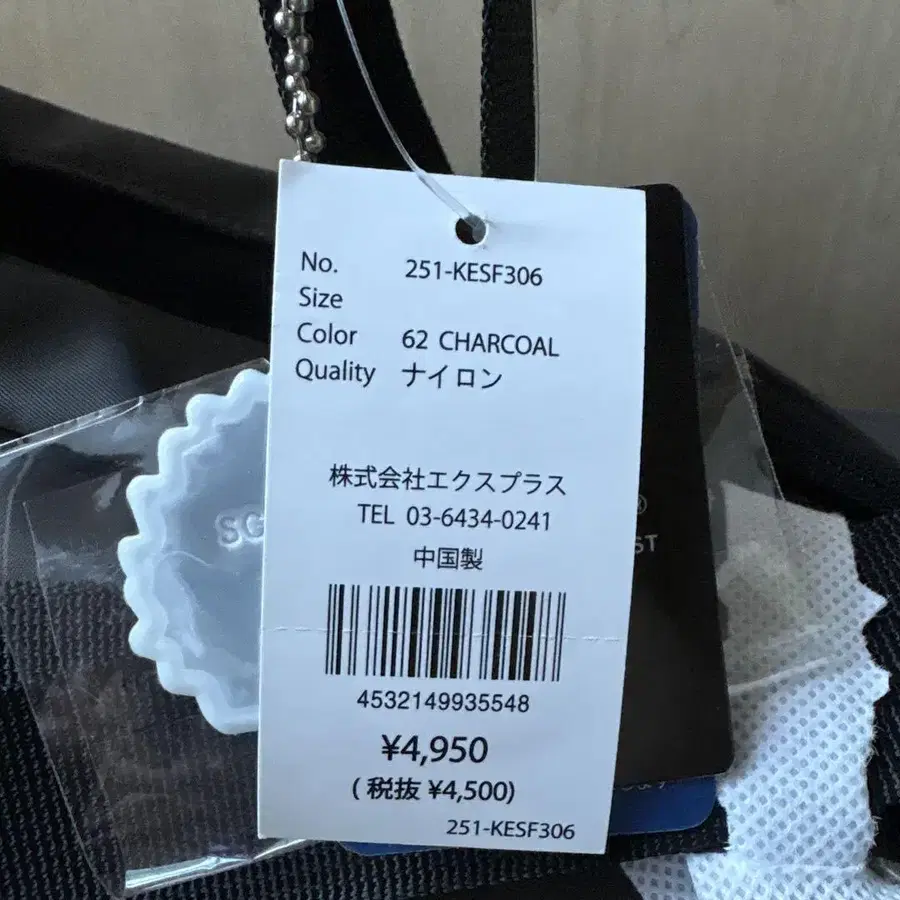 No. 251-KESF306
Size
Color 62 CHARCOAL
Quality ナイロン
株式会社エクスプラス
TEL 03-6434-0241
中国製
4532149935548
¥4,950
(税抜 ¥4,500)
251-KESF306